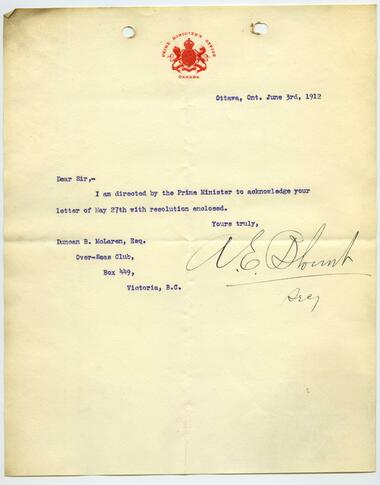 PRIME MINISTER'S OFFICE
CANADA
Ottawa, Ont. June 3rd, 1912
Dear Sir,-
I am directed by the Prime Minister to acknowledge your
letter of May 27th with resolution enclosed.
Yours truly,
Duncan B. McLaren, Esq.
Over-Seas Club,
Box 449,
Victoria, B.C.
A.E. Blount
Secy